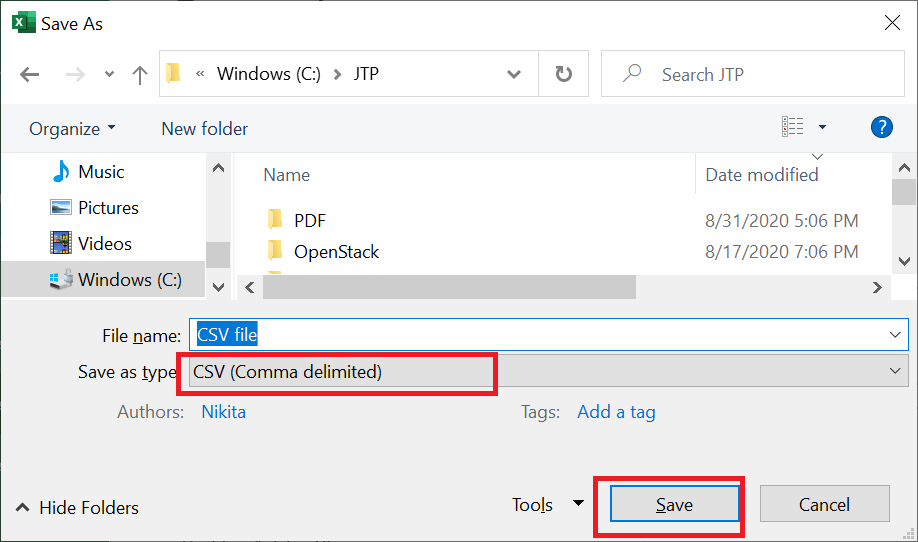 Save As
« Windows (C:) > JTP
Search JTP
Organize
New folder
?
Music
Pictures
Videos
Windows (C:)
Name Date modified
PDF 8/31/2020 5:06 PM
OpenStack 8/17/2020 7:06 PM
File name: CSV file
Save as type: CSV (Comma delimited)
Authors: Nikita
Tags: Add a tag
Hide Folders
Tools
Save
Cancel